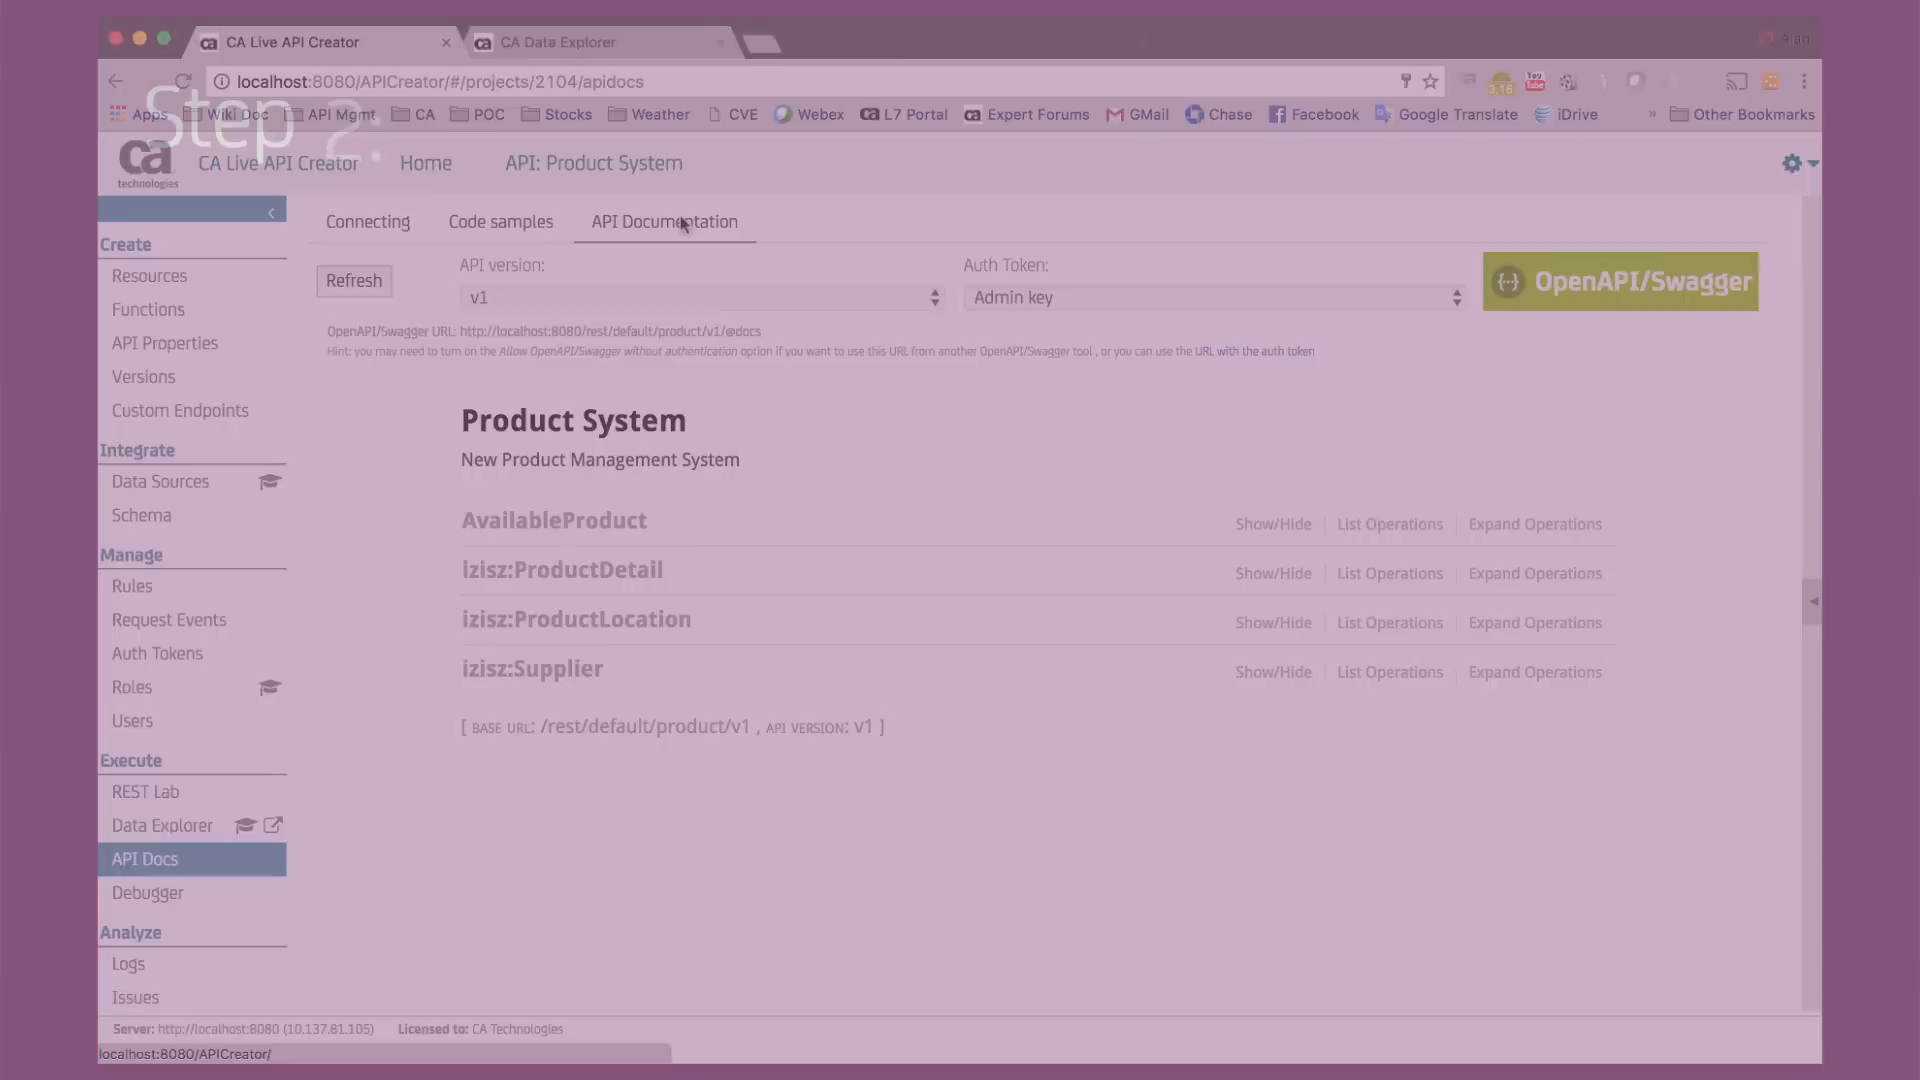 CA Live API Creator
CA Data Explorer
localhost:8080/APICreator/#/projects/2104/apidocs
You Tube
3.16
Step 2:
Apps Wiki Doc API Mgmt CA POC Stocks Weather CVE Webex L7 Portal Expert Forums GMail Chase Facebook Google Translate iDrive » Other Bookmarks
ca technologies
CA Live API Creator Home API: Product System
Connecting Code samples API Documentation
Refresh
API version:
v1
Auth Token:
Admin key
OpenAPI/Swagger
OpenAPI/Swagger URL: http://localhost:8080/rest/default/product/v1/@docs
Hint: you may need to turn on the Allow OpenAPI/Swagger without authentication option if you want to use this URL from another OpenAPI/Swagger tool , or you can use the URL with the auth token
Create
Resources
Functions
API Properties
Versions
Custom Endpoints
Integrate
Data Sources
Schema
Manage
Rules
Request Events
Auth Tokens
Roles
Users
Execute
REST Lab
Data Explorer
API Docs
Debugger
Analyze
Logs
Issues
Product System
New Product Management System
AvailableProduct Show/Hide List Operations Expand Operations
izisz:ProductDetail Show/Hide List Operations Expand Operations
izisz:ProductLocation Show/Hide List Operations Expand Operations
izisz:Supplier Show/Hide List Operations Expand Operations
[ BASE URL: /rest/default/product/v1 , API VERSION: v1 ]
Server: http://localhost:8080 (10.137.81.105) Licensed to: CA Technologies
localhost:8080/APICreator/